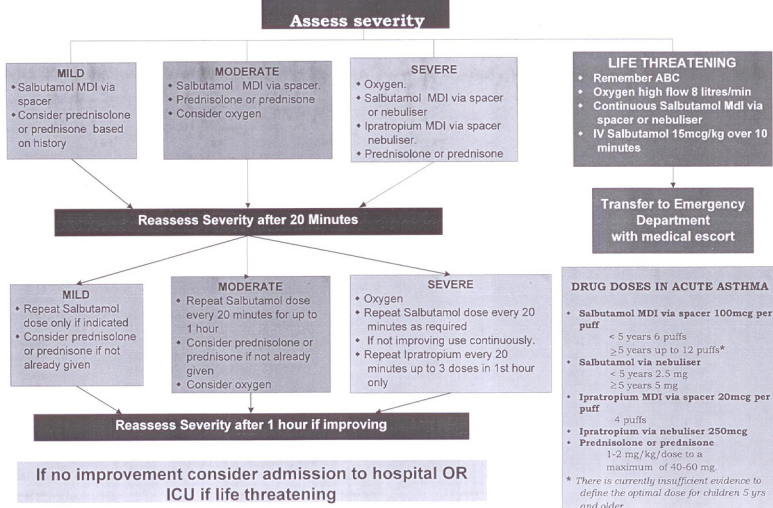 Assess severity
MILD
◆ Salbutamol MDI via
spacer
◆ Consider prednisolone
or prednisone based
on history
MODERATE
◆ Salbutamol MDI via spacer.
◆ Prednisolone or prednisone
◆ Consider oxygen
SEVERE
◆ Oxygen.
◆ Salbutamol MDI via spacer
or nebuliser
◆ Ipratropium MDI via spacer
nebuliser.
◆ Prednisolone or prednisone
LIFE THREATENING
◆ Remember ABC
◆ Oxygen high flow 8 litres/min
◆ Continuous Salbutamol Mdl via
spacer or nebuliser
◆ IV Salbutamol 15mcg/kg over 10
minutes
Transfer to Emergency
Department
with medical escort
Reassess Severity after 20 Minutes
MILD
◆ Repeat Salbutamol
dose only if indicated
◆ Consider prednisolone
or prednisone if not
already given
MODERATE
◆ Repeat Salbutamol dose
every 20 minutes for up to
1 hour
◆ Consider prednisolone or
prednisone if not already
given
◆ Consider oxygen
SEVERE
◆ Oxygen
◆ Repeat Salbutamol dose every 20
minutes as required
◆ If not improving use continuously.
◆ Repeat Ipratropium every 20
minutes up to 3 doses in 1st hour
only
Reassess Severity after 1 hour if improving
If no improvement consider admission to hospital OR
ICU if life threatening
DRUG DOSES IN ACUTE ASTHMA
◆ Salbutamol MDI via spacer 100mcg per
puff
< 5 years 6 puffs
≥5 years up to 12 puffs*
◆ Salbutamol via nebuliser
< 5 years 2.5 mg
≥5 years 5 mg
◆ Ipratropium MDI via spacer 20mcg per
puff
4 puffs
◆ Ipratropium via nebuliser 250mcg
◆ Prednisolone or prednisone
1-2 mg/kg/dose to a
maximum of 40-60 mg.
* There is currently insufficient evidence to
define the optimal dose for children 5 yrs
and older